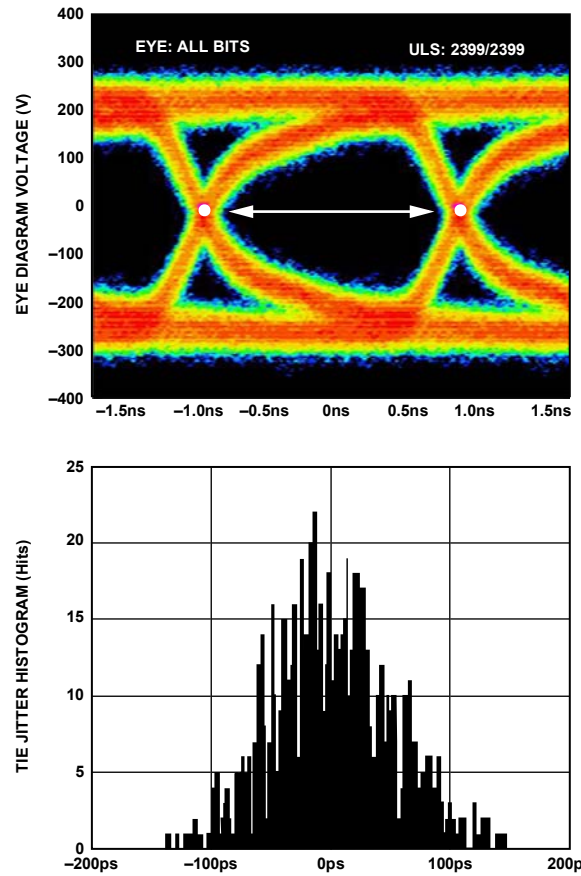 400
300
200
100
0
–100
–200
–300
–400
EYE DIAGRAM VOLTAGE (V)
EYE: ALL BITS
ULS: 2399/2399
–1.5ns –1.0ns –0.5ns 0ns 0.5ns 1.0ns 1.5ns
25
20
15
10
5
0
TIE JITTER HISTOGRAM (Hits)
–200ps –100ps 0ps 100ps 200p